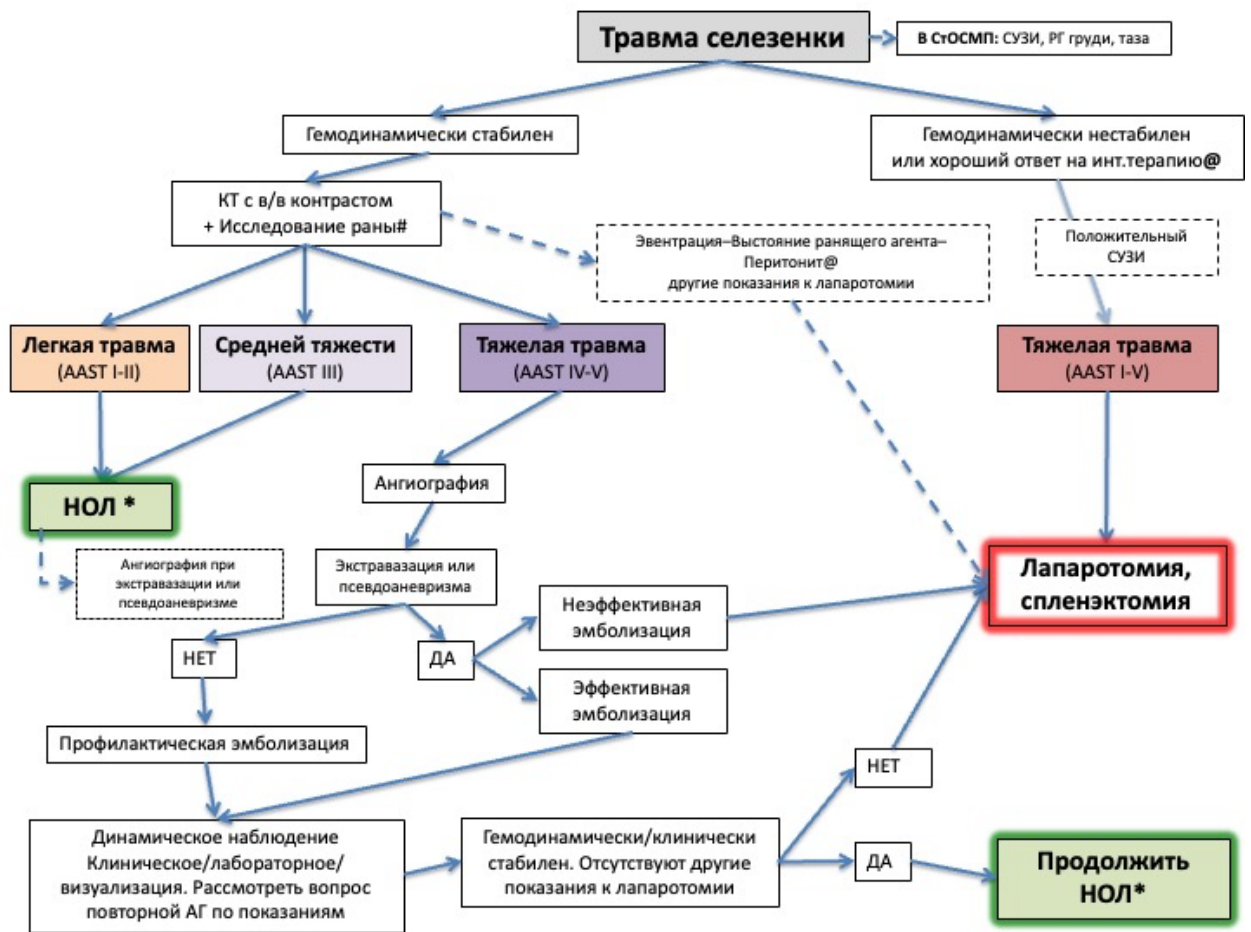 Травма селезенки
В СтОСМП: СУЗИ, РГ груди, таза
Гемодинамически стабилен
Гемодинамически нестабилен
или хороший ответ на инт.терапию@
КТ с в/в контрастом
+ Исследование раны#
Эвентрация–Выстояние ранящего агента–
Перитонит@
другие показания к лапаротомии
Положительный
СУЗИ
Легкая травма
(AAST I-II)
Средней тяжести
(AAST III)
Тяжелая травма
(AAST IV-V)
Тяжелая травма
(AAST I-V)
НОЛ *
Ангиография
Ангиография при
экстравазации или
псевдоаневризме
Экстравазация или
псевдоаневризма
Лапаротомия,
спленэктомия
Неэффективная
эмболизация
НЕТ
ДА
Эффективная
эмболизация
Профилактическая эмболизация
НЕТ
Динамическое наблюдение
Клиническое/лабораторное/
визуализация. Рассмотреть вопрос
повторной АГ по показаниям
Гемодинамически/клинически
стабилен. Отсутствуют другие
показания к лапаротомии
ДА
Продолжить
НОЛ*